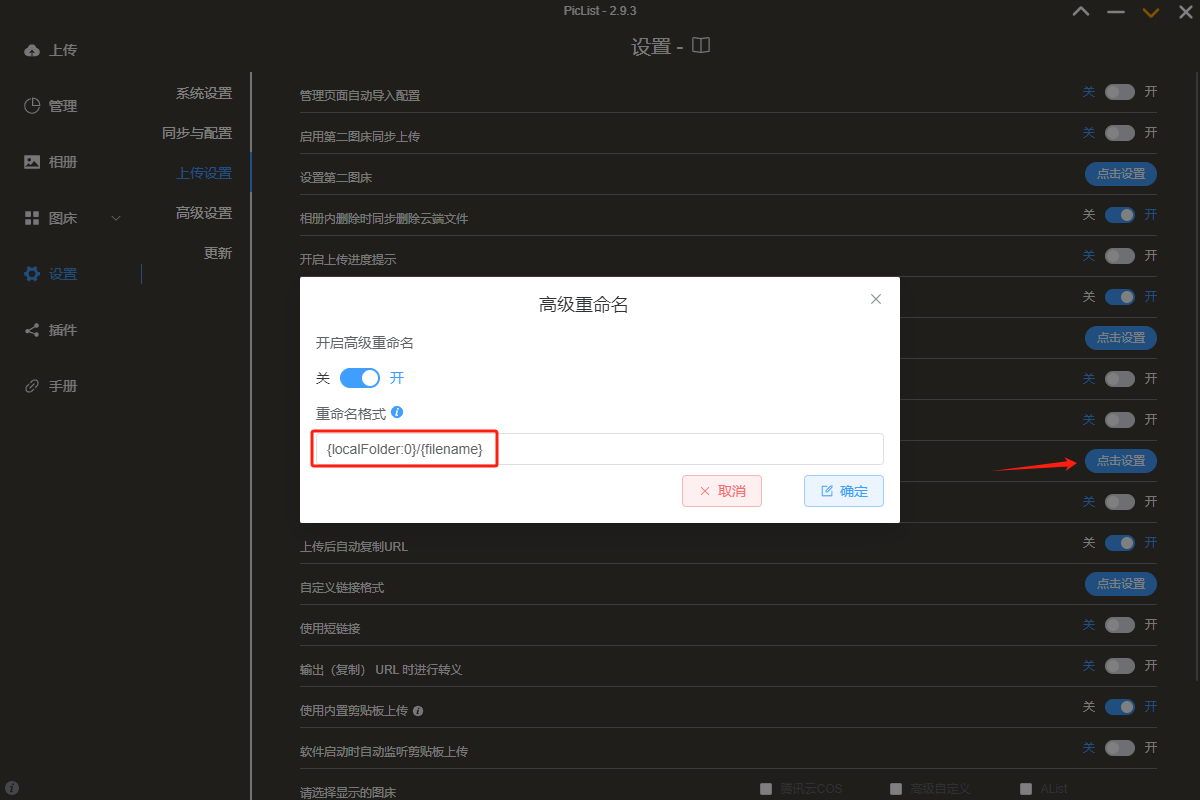 PicList - 2.9.3
设置 -
上传
管理
相册
图床
设置
插件
手册
系统设置
同步与配置
上传设置
高级设置
更新
管理页面自动导入配置 关 开
启用第二图床同步上传 关 开
设置第二图床 点击设置
相册内删除时同步删除云端文件 关 开
开启上传进度提示 关 开
关 开
点击设置
关 开
关 开
点击设置
关 开
高级重命名
开启高级重命名
关 开
重命名格式
{localFolder:0}/{filename}
取消 确定
上传后自动复制URL 关 开
自定义链接格式 点击设置
使用短链接 关 开
输出（复制） URL 时进行转义 关 开
使用内置剪贴板上传 关 开
软件启动时自动监听剪贴板上传 关 开
请选择显示的图床 腾讯云COS 高级自定义 AList